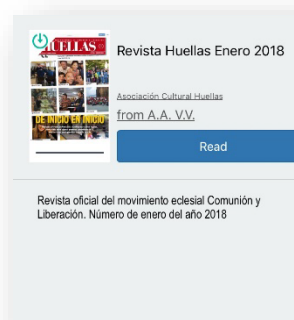 HUELLAS
DE INICIO EN INICIO
Revista Huellas Enero 2018
Asociación Cultural Huellas
from A.A. V.V.
Read
Revista oficial del movimiento eclesial Comunión y
Liberación. Número de enero del año 2018